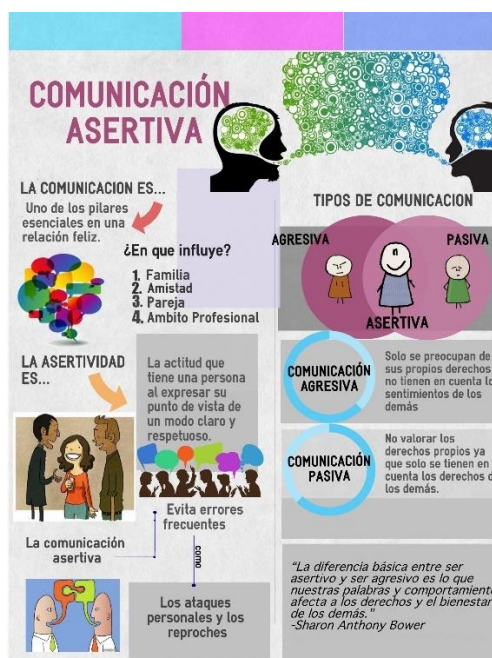 COMUNICACIÓN
ASERTIVA
LA COMUNICACION ES...
Uno de los pilares
esenciales en una
relación feliz.
¿En que influye?
1. Familia
2. Amistad
3. Pareja
4. Ambito Profesional
LA ASERTIVIDAD
ES...
La actitud que
tiene una persona
al expresar su
punto de vista de
un modo claro y
respetuoso.
Evita errores
frecuentes
La comunicación
asertiva
como
Los ataques
personales y los
reproches
TIPOS DE COMUNICACION
AGRESIVA
PASIVA
ASERTIVA
COMUNICACIÓN
AGRESIVA
Solo se preocupan de
sus propios derechos
no tienen en cuenta lo
sentimientos de los
demás
COMUNICACIÓN
PASIVA
No valorar los
derechos propios ya
que solo se tienen en
cuenta los derechos d
los demás.
"La diferencia básica entre ser
asertivo y ser agresivo es lo que
nuestras palabras y comportamiento
afecta a los derechos y el bienestar
de los demás."
-Sharon Anthony Bower